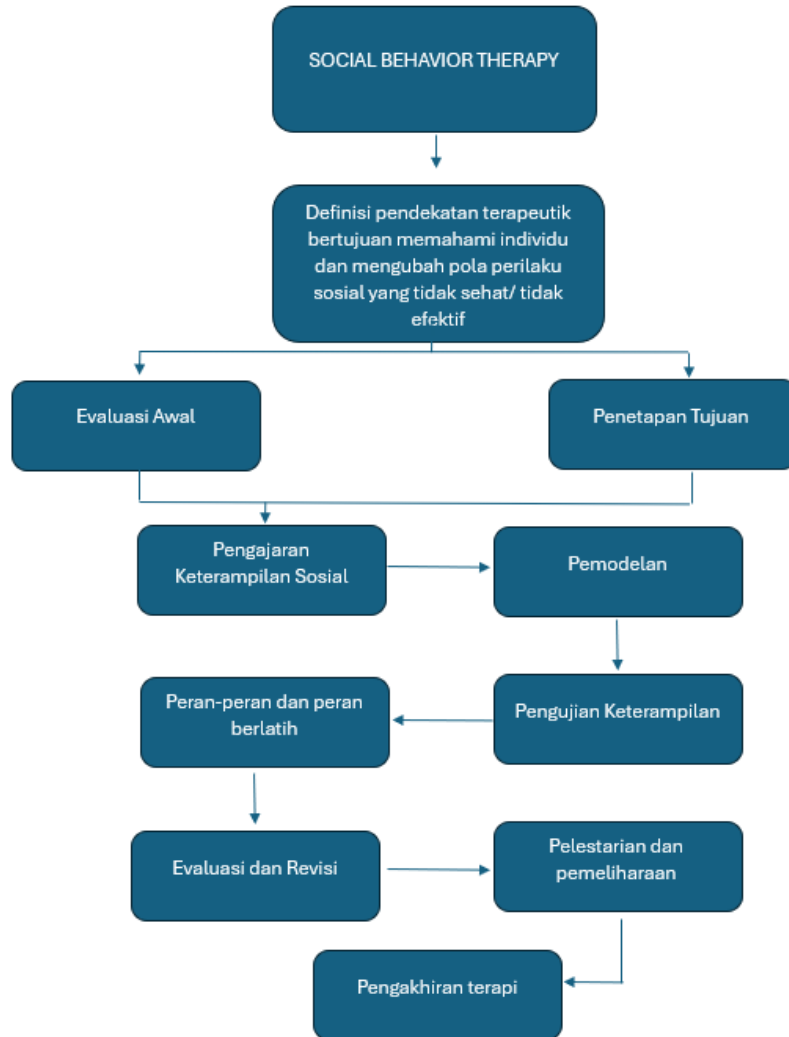 SOCIAL BEHAVIOR THERAPY
Definisi pendekatan terapeutik
bertujuan memahami individu
dan mengubah pola perilaku
sosial yang tidak sehat/ tidak
efektif
Evaluasi Awal
Penetapan Tujuan
Pengajaran
Keterampilan Sosial
Pemodelan
Peran-peran dan peran
berlatih
Pengujian Keterampilan
Evaluasi dan Revisi
Pelestarian dan
pemeliharaan
Pengakhiran terapi